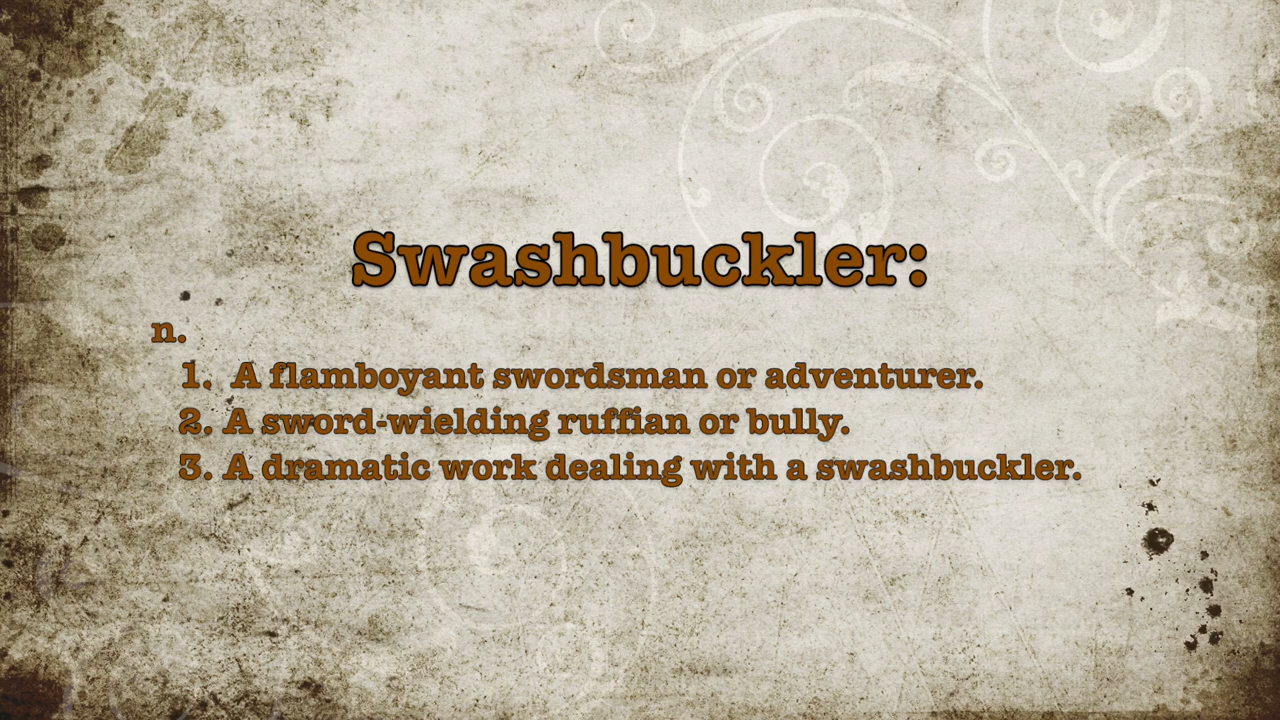 Swashbuckler:
n.
1. A flamboyant swordsman or adventurer.
2. A sword-wielding ruffian or bully.
3. A dramatic work dealing with a swashbuckler.